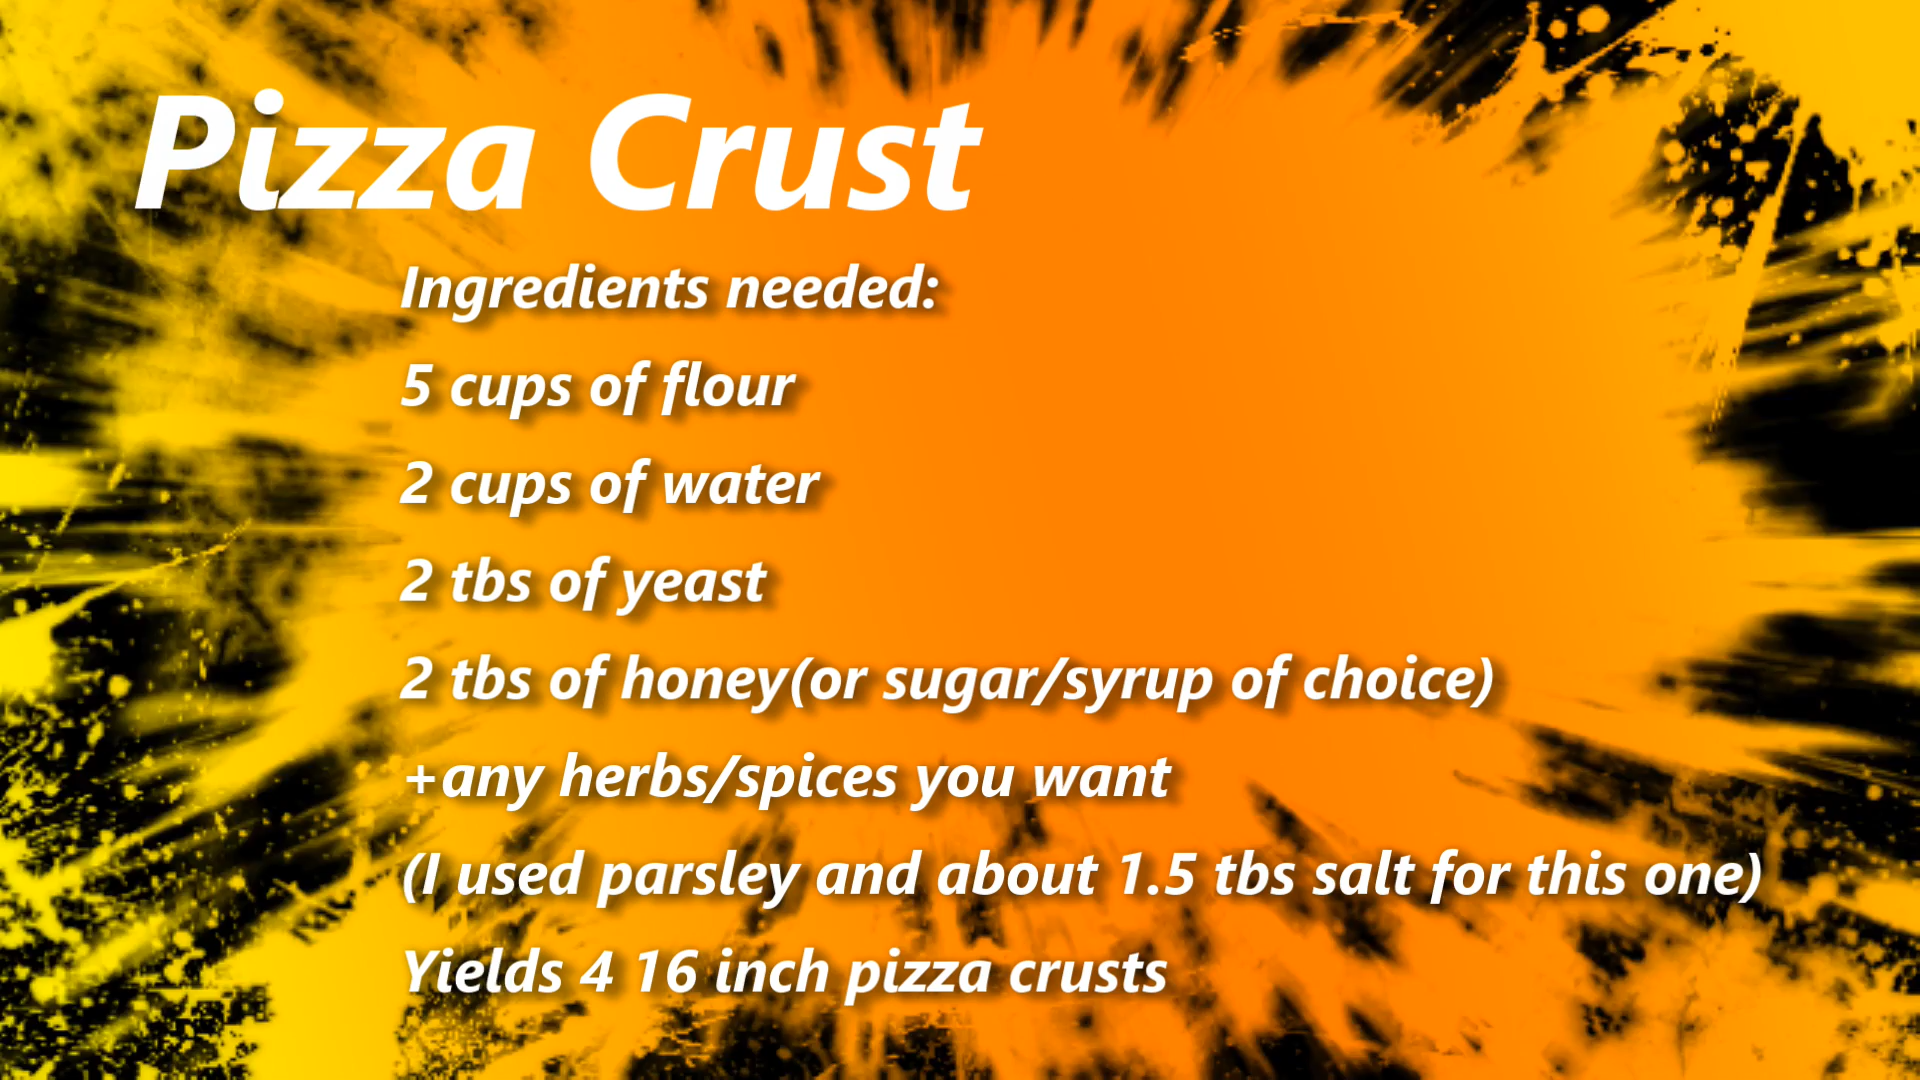 Pizza Crust
Ingredients needed:
5 cups of flour
2 cups of water
2 tbs of yeast
2 tbs of honey(or sugar/syrup of choice)
+any herbs/spices you want
(I used parsley and about 1.5 tbs salt for this one)
Yields 4 16 inch pizza crusts